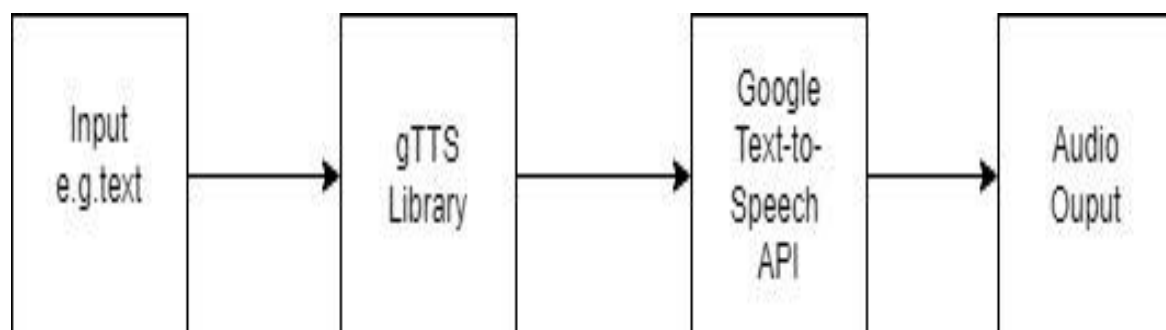 Input
e.g.text
gTTS
Library
Google
Text-to-
Speech
API
Audio
Ouput